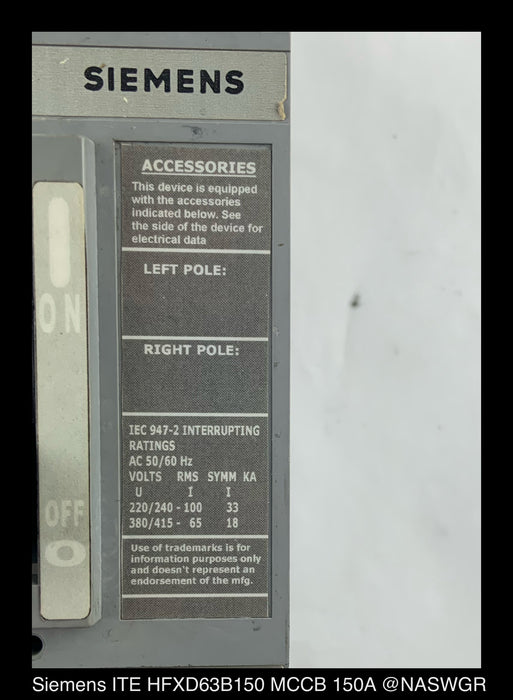 SIEMENS
ACCESSORIES
This device is equipped
with the accessories
indicated below. See
the side of the device for
electrical data
LEFT POLE:
RIGHT POLE:
IEC 947-2 INTERRUPTING
RATINGS
AC 50/60 Hz
VOLTS RMS SYMM KA
U I I
220/240 - 100 33
380/415 - 65 18
Use of trademarks is for
information purposes only
and doesn't represent an
endorsement of the mfg.
ON
OFF
Siemens ITE HFXD63B150 MCCB 150A @NASWGR